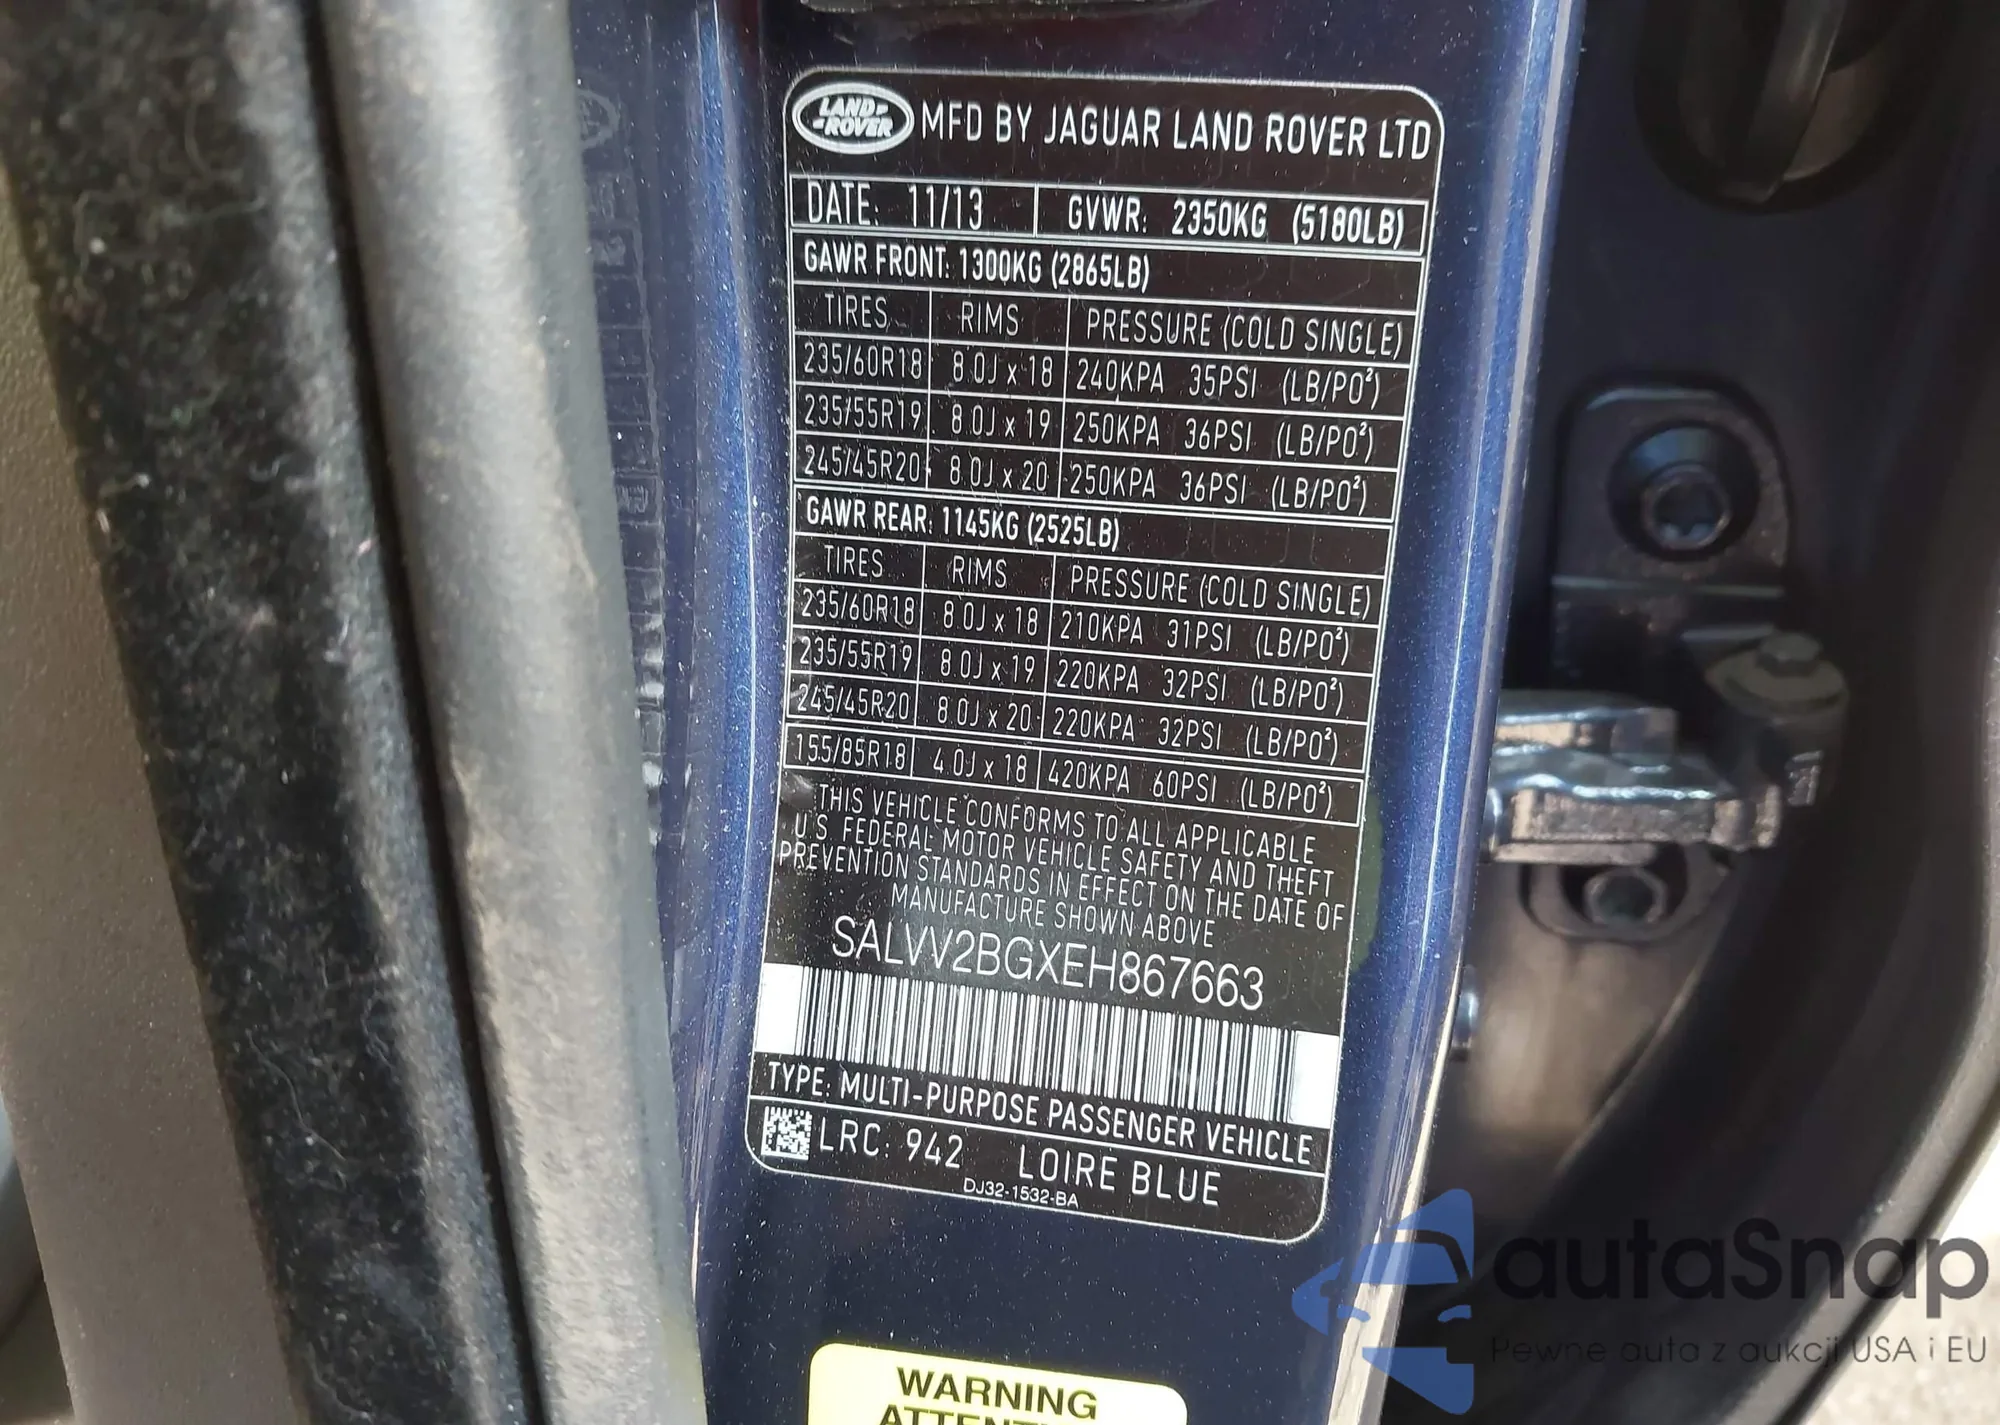 LAND ROVER MFD BY JAGUAR LAND ROVER LTD
DATE: 11/13 GVWR: 2350KG (5180LB)
GAWR FRONT: 1300KG (2865LB)
TIRES RIMS PRESSURE (COLD SINGLE)
235/60R18 8.0J x 18 240KPA 35PSI (LB/PO²)
235/55R19 8.0J x 19 250KPA 36PSI (LB/PO²)
245/45R20 8.0J x 20 250KPA 36PSI (LB/PO²)
GAWR REAR: 1145KG (2525LB)
TIRES RIMS PRESSURE (COLD SINGLE)
235/60R18 8.0J x 18 210KPA 31PSI (LB/PO²)
235/55R19 8.0J x 19 220KPA 32PSI (LB/PO²)
245/45R20 8.0J x 20 220KPA 32PSI (LB/PO²)
155/85R18 4.0J x 18 420KPA 60PSI (LB/PO²)
THIS VEHICLE CONFORMS TO ALL APPLICABLE
U.S. FEDERAL MOTOR VEHICLE SAFETY AND THEFT
PREVENTION STANDARDS IN EFFECT ON THE DATE OF
MANUFACTURE SHOWN ABOVE
SALVV2BGXEH867663
TYPE: MULTI-PURPOSE PASSENGER VEHICLE
LRC: 942 LOIRE BLUE
DJ32-1532-BA
WARNING
autaSnap
Pewne auta z aukcji USA i EU